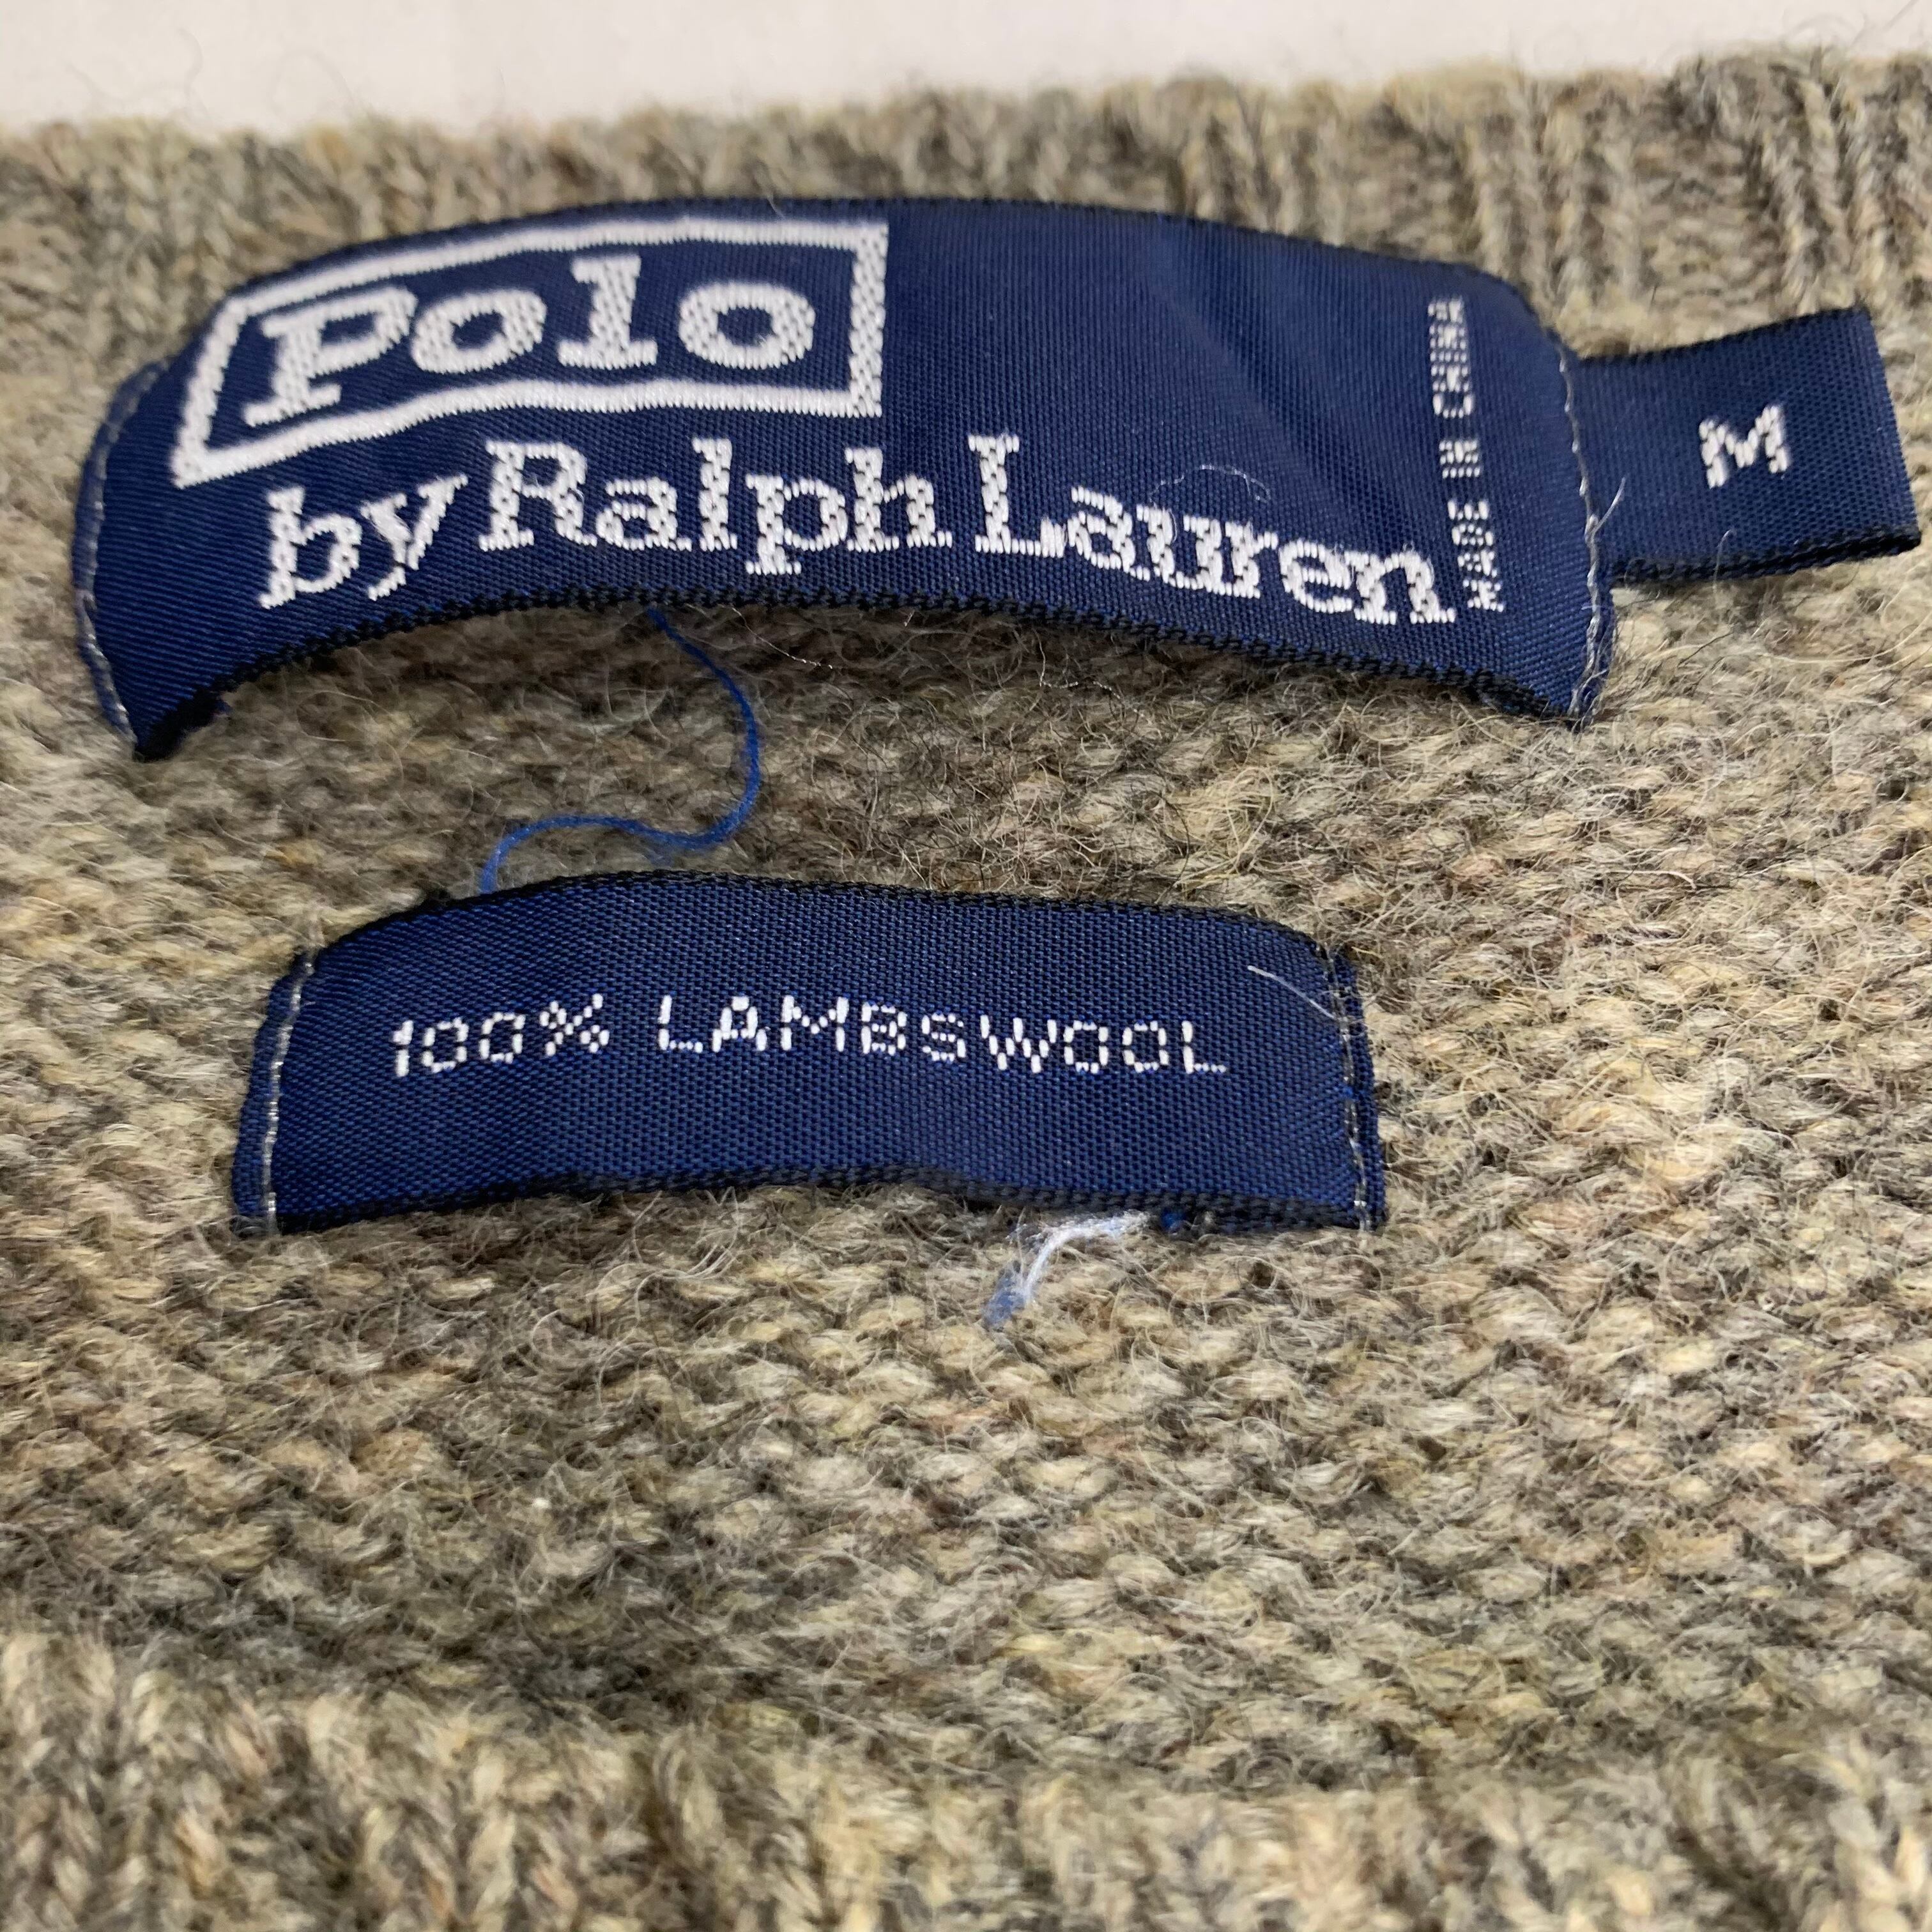 Polo
by Ralph Lauren
MADE IN CHINA
M
100% LAMBSWOOL